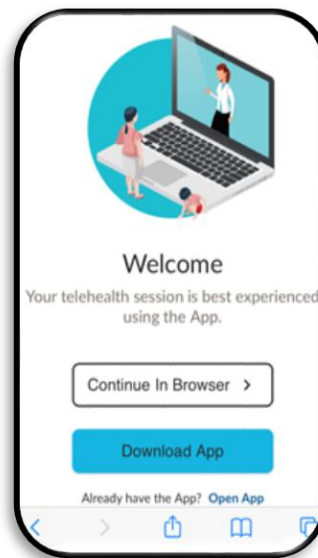 Welcome
Your telehealth session is best experienced
using the App.
Continue In Browser >
Download App
Already have the App? Open App